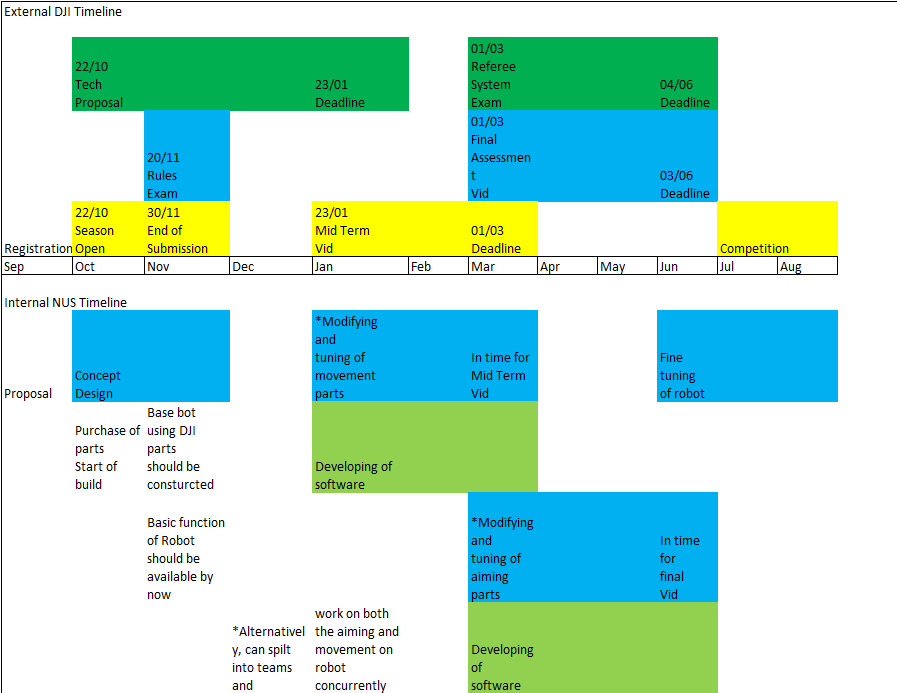 External DJI Timeline
22/10
Tech
Proposal
23/01
Deadline
01/03
Referee
System
Exam
04/06
Deadline
20/11
Rules
Exam
01/03
Final
Assessmen
t
Vid
03/06
Deadline
Registration
22/10
Season
Open
30/11
End of
Submission
23/01
Mid Term
Vid
01/03
Deadline
Competition
Sep Oct Nov Dec Jan Feb Mar Apr May Jun Jul Aug
Internal NUS Timeline
Proposal
Concept
Design
*Modifying
and
tuning of
movement
parts
In time for
Mid Term
Vid
Fine
tuning
of robot
Purchase of
parts
Start of
build
Base bot
using DJI
parts
should be
consturcted
Developing of
software
Basic function
of Robot
should be
available by
now
*Modifying
and
tuning of
aiming
parts
In time
for
final
Vid
*Alternativel
y, can spilt
into teams
and
work on both
the aiming and
movement on
robot
concurrently
Developing
of
software